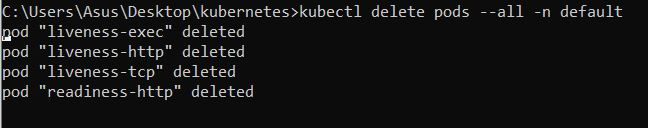 C:\Users\Asus\Desktop\kubernetes>kubectl delete pods --all -n default
pod "liveness-exec" deleted
pod "liveness-http" deleted
pod "liveness-tcp" deleted
pod "readiness-http" deleted